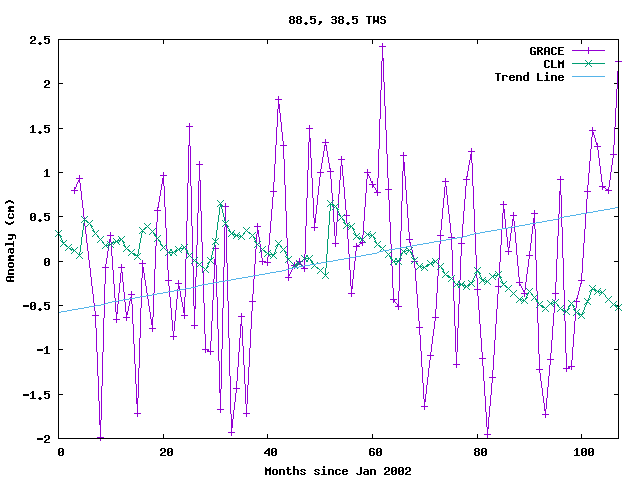 88.5, 38.5 TWS
GRACE
CLM
Trend Line
2.5
2
1.5
1
0.5
0
-0.5
-1
-1.5
-2
Anomaly (cm)
0 20 40 60 80 100
Months since Jan 2002